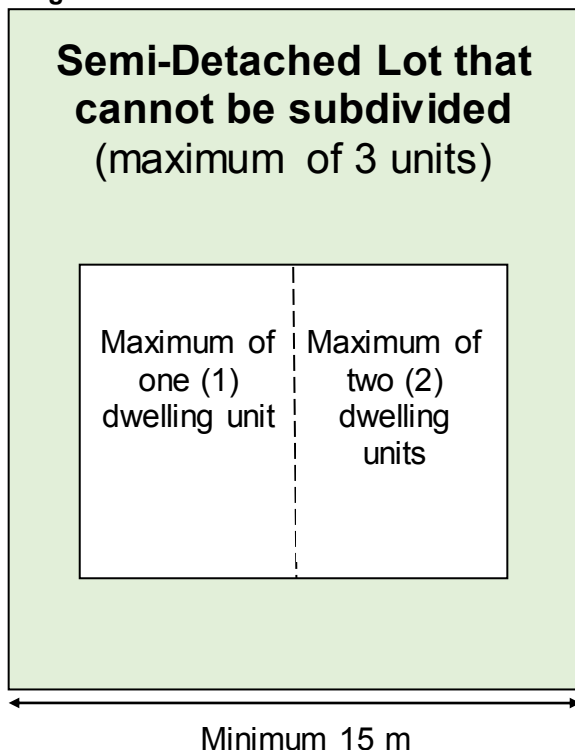 Semi-Detached Lot that
cannot be subdivided
(maximum of 3 units)
Maximum of
one (1)
dwelling unit
Maximum of
two (2)
dwelling
units
Minimum 15 m